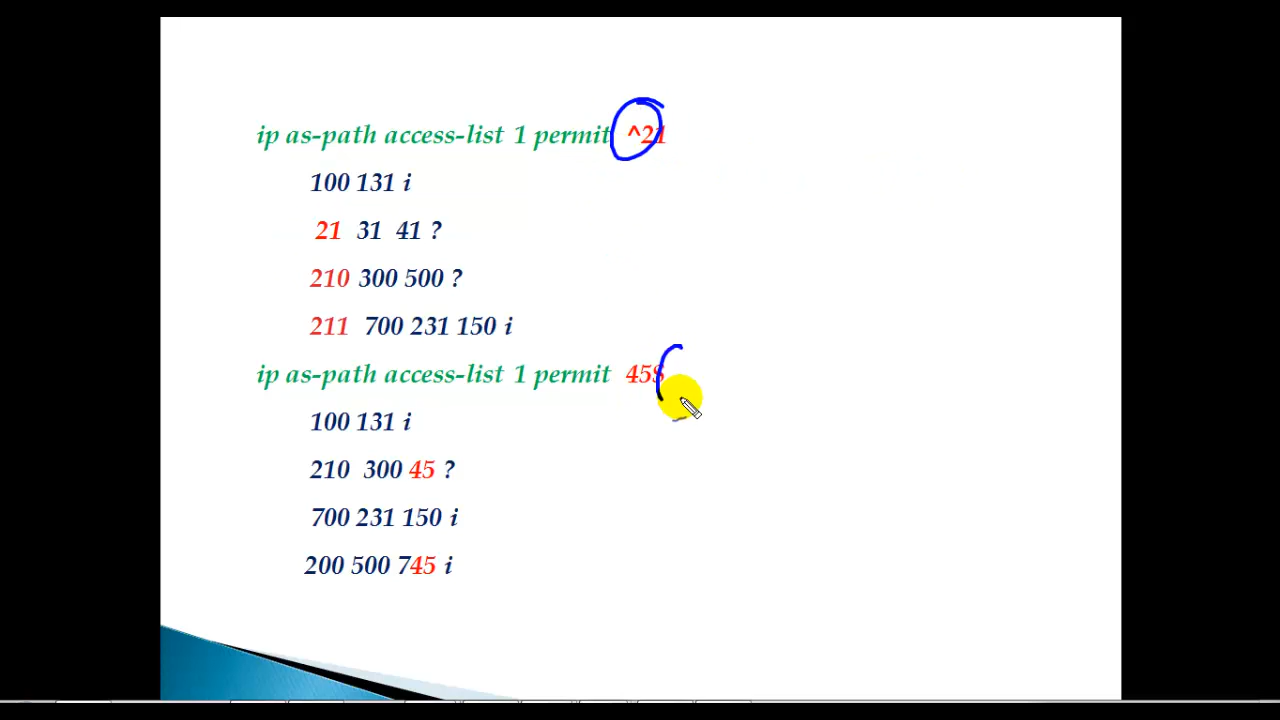 ip as-path access-list 1 permit ^21
100 131 i
21 31 41 ?
210 300 500 ?
211 700 231 150 i
ip as-path access-list 1 permit 45$
100 131 i
210 300 45 ?
700 231 150 i
200 500 745 i